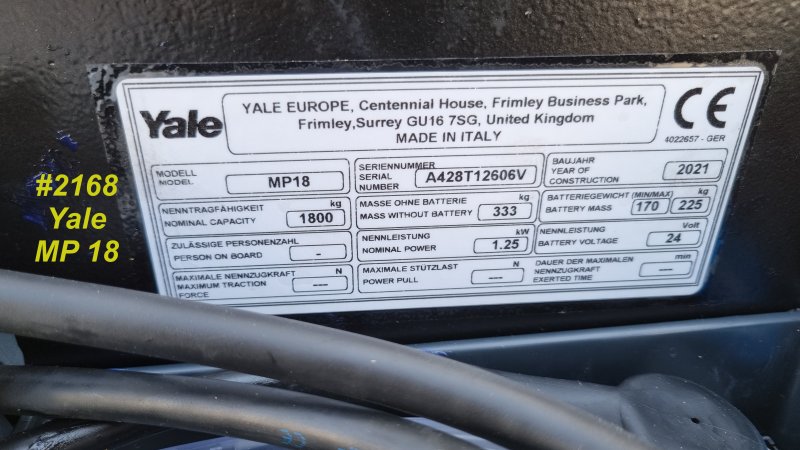 YALE EUROPE, Centennial House, Frimley Business Park,
Frimley,Surrey GU16 7SG, United Kingdom
MADE IN ITALY
Yale
CE
4022657 - GER
#2168
Yale
MP 18
MODELL
MODEL
MP18
SERIENNUMMER
SERIAL
NUMBER
A428T12606V
BAUJAHR
YEAR OF
CONSTRUCTION
2021
NENNTRAGFÄHIGKEIT
NOMINAL CAPACITY
kg
1800
MASSE OHNE BATTERIE
MASS WITHOUT BATTERY
kg
333
BATTERIEGEWICHT (MIN/MAX)
BATTERY MASS
170
kg
225
ZULÄSSIGE PERSONENZAHL
PERSON ON BOARD
-
NENNLEISTUNG
NOMINAL POWER
kW
1.25
NENNLEISTUNG
BATTERY VOLTAGE
Volt
24
MAXIMALE NENNZUGKRAFT
MAXIMUM TRACTION
FORCE
N
---
MAXIMALE STÜTZLAST
POWER PULL
N
---
DAUER DER MAXIMALEN
NENNZUGKRAFT
EXERTED TIME
min
---